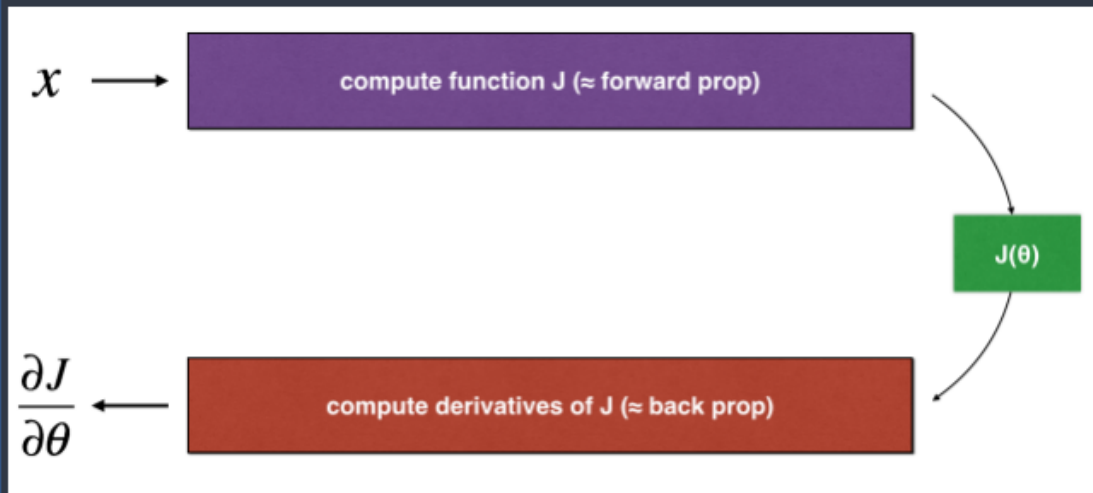 x
compute function J (≈ forward prop)
J(θ)
∂J
∂θ
compute derivatives of J (≈ back prop)